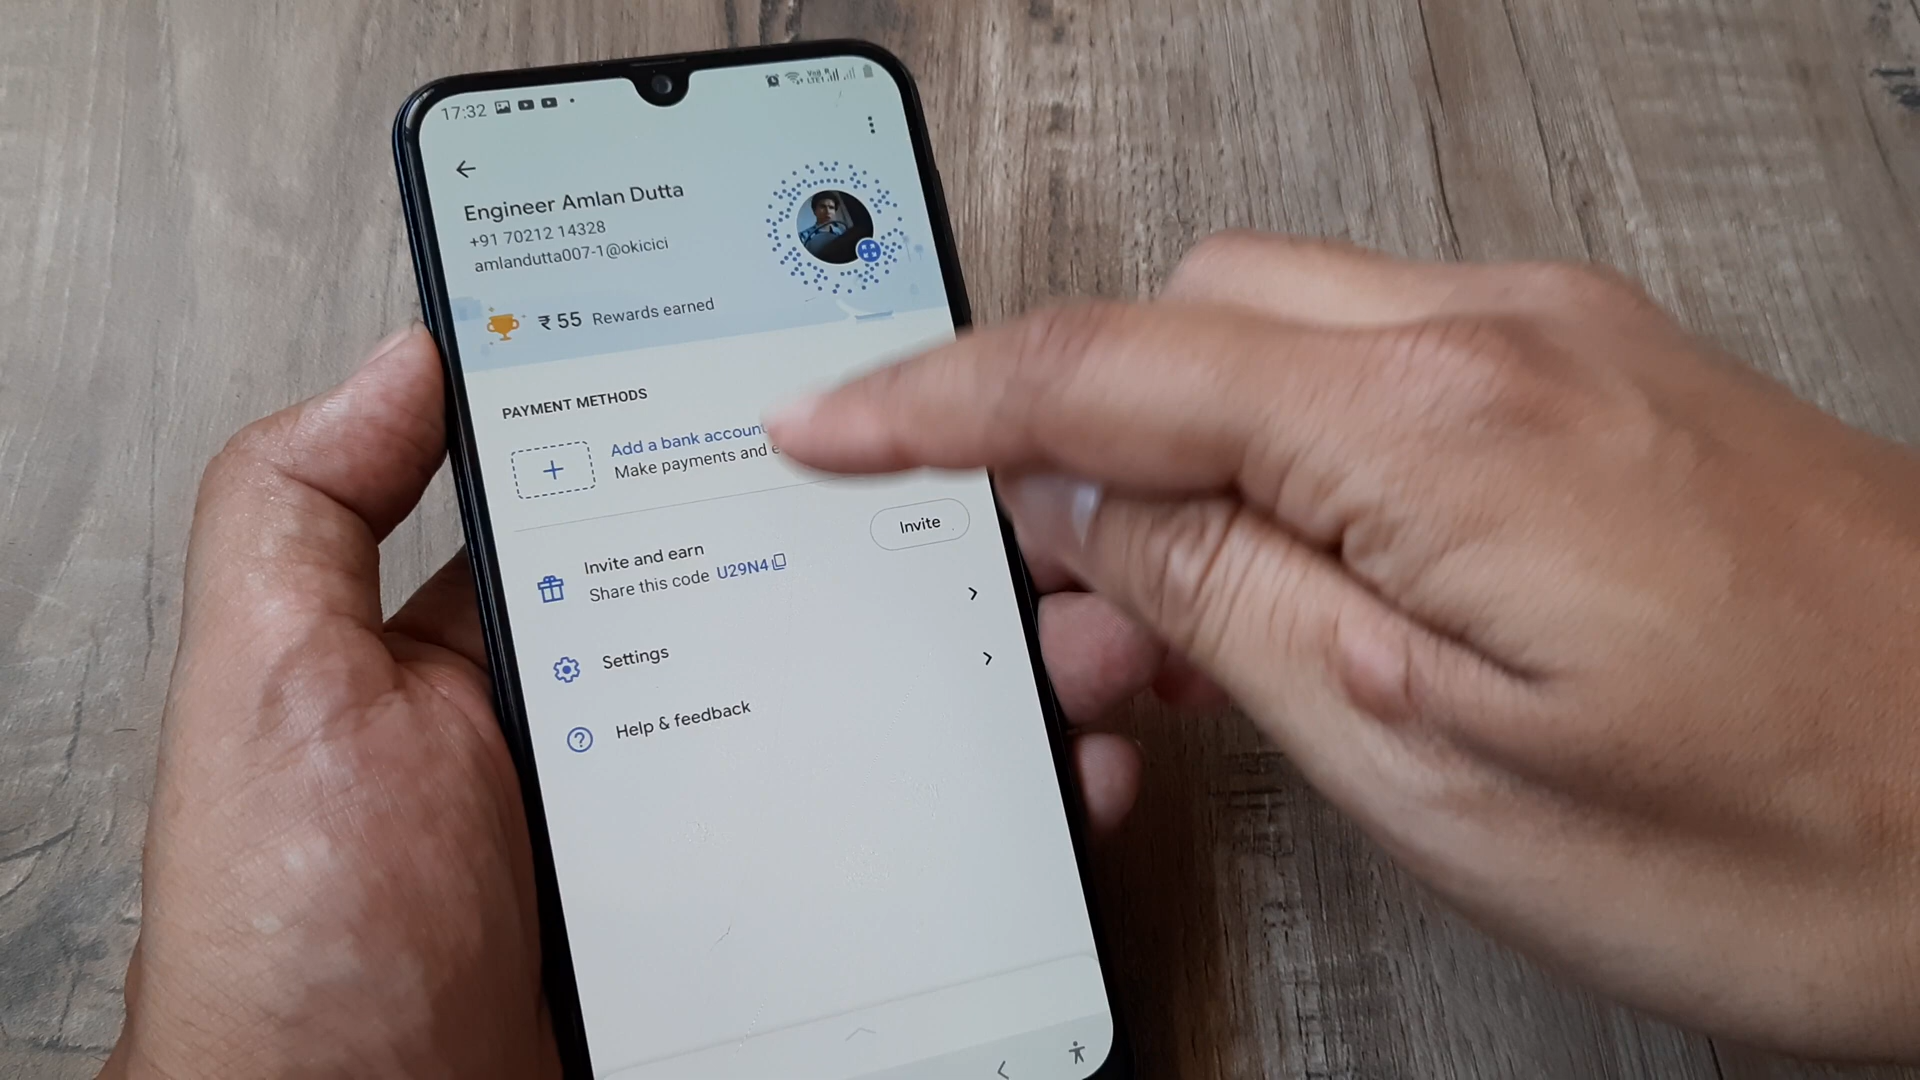 17:32
Engineer Amlan Dutta
+91 70212 14328
amlandutta007-1@okicici
₹ 55 Rewards earned
PAYMENT METHODS
Add a bank account
Make payments and
Invite and earn
Share this code U29N4
Invite
Settings
Help & feedback